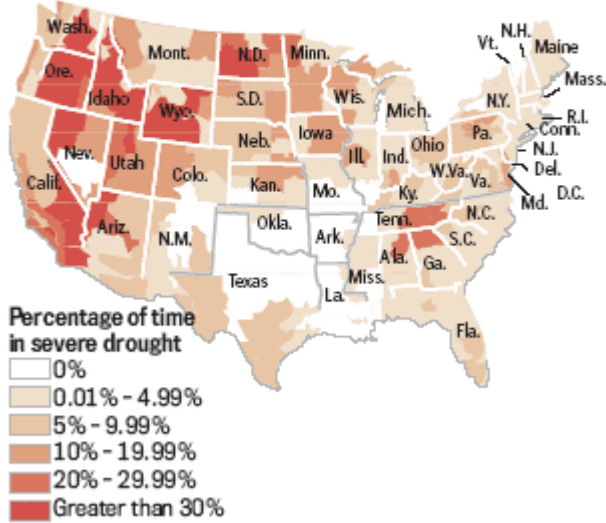 Wash.
Mont.
N.D.
Minn.
Vt.
N.H.
Maine
Ore.
Idaho
Wyo.
S.D.
Wis.
Mich.
N.Y.
Mass.
R.I.
Conn.
Nev.
Utah
Colo.
Neb.
Iowa
Ill.
Ind.
Ohio
Pa.
N.J.
Del.
Calif.
Ariz.
N.M.
Kan.
Mo.
Ky.
W.Va.
Va.
Md.
D.C.
Okla.
Ark.
Tenn.
N.C.
S.C.
Texas
La.
Miss.
Ala.
Ga.
Fla.
Percentage of time
in severe drought
0%
0.01% - 4.99%
5% - 9.99%
10% - 19.99%
20% - 29.99%
Greater than 30%